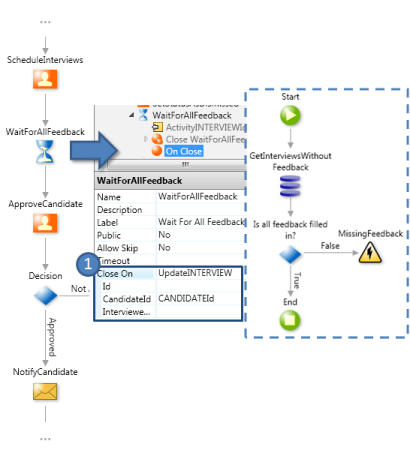 ...
ScheduleInterviews
WaitForAllFeedback
ApproveCandidate
Decision
Not
Approved
NotifyCandidate
...
WaitForAllFeedback
ActivityINTERVIEWId
Close WaitForAllFee
On Close
WaitForAllFeedback
Name WaitForAllFeedback
Description
Label Wait For All Feedback
Public No
Allow Skip No
Timeout
1
Close On UpdateINTERVIEW
Id
CandidateId CANDIDATEId
Interviewe...
Start
GetInterviewsWithout
Feedback
Is all feedback filled
in?
False
MissingFeedback
True
End